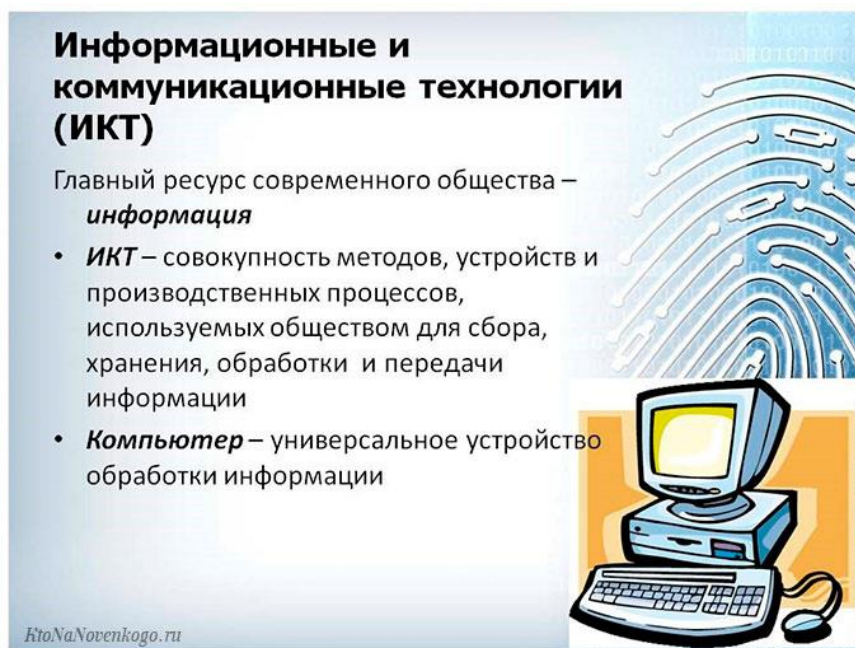 Информационные и
коммуникационные технологии
(ИКТ)
Главный ресурс современного общества –
информация
• ИКТ – совокупность методов, устройств и
производственных процессов,
используемых обществом для сбора,
хранения, обработки  и передачи
информации
• Компьютер – универсальное устройство
обработки информации
KtoNaNovenkogo.ru